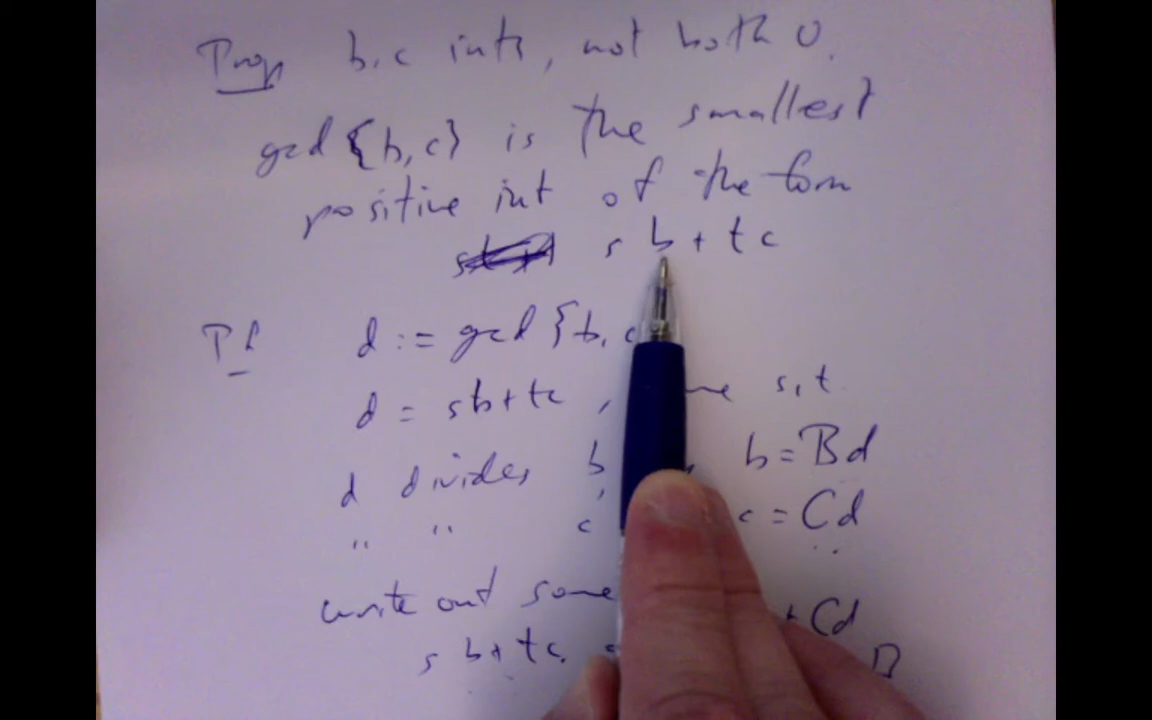 Prop b, c ints, not both 0.
gcd {b, c} is the smallest
positive int of the form
s b + t c
Pf d := gcd {b, c
d = sb + tc , s, t
d divides b b = Bd
" " c c = Cd
write out some + Cd
s b + t c